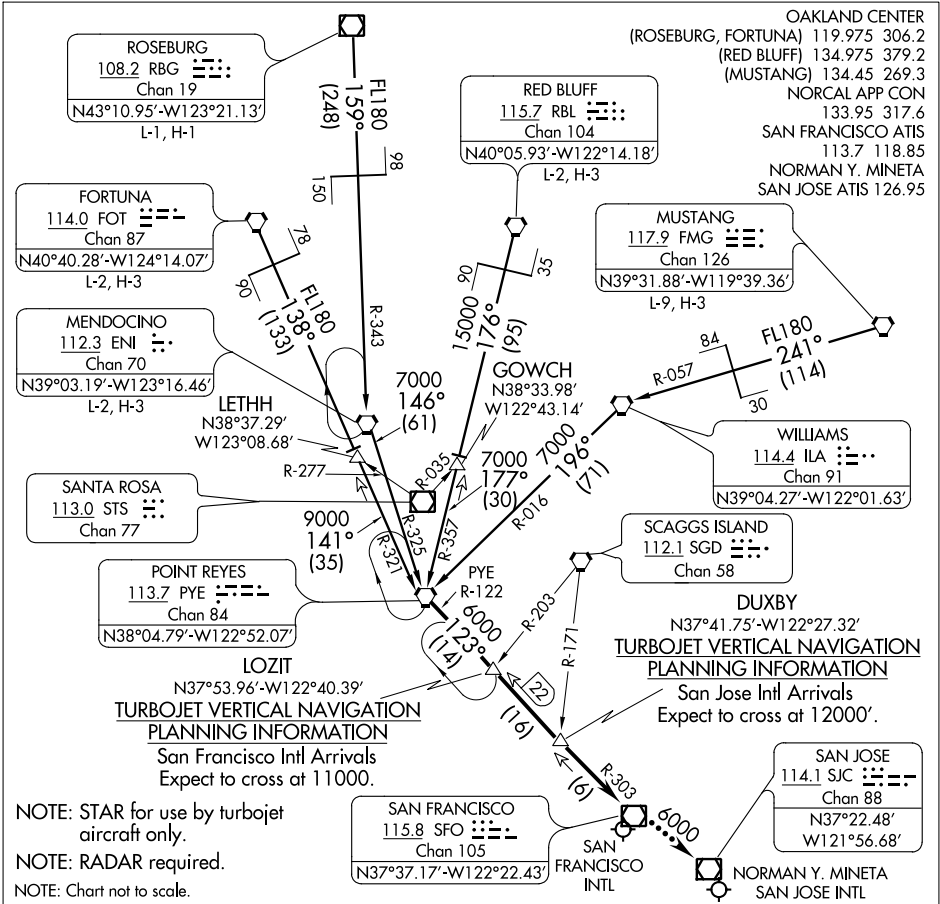 OAKLAND CENTER
(ROSEBURG, FORTUNA) 119.975 306.2
(RED BLUFF) 134.975 379.2
(MUSTANG) 134.45 269.3
NORCAL APP CON
133.95 317.6
SAN FRANCISCO ATIS
113.7 118.85
NORMAN Y. MINETA
SAN JOSE ATIS 126.95
ROSEBURG
108.2 RBG
Chan 19
N43°10.95'-W123°21.13'
L-1, H-1
FL180
159°
(248)
98
150
RED BLUFF
115.7 RBL
Chan 104
N40°05.93'-W122°14.18'
L-2, H-3
FORTUNA
114.0 FOT
Chan 87
N40°40.28'-W124°14.07'
L-2, H-3
78
90
FL180
138°
(133)
R-343
90
35
15000
176°
(95)
MUSTANG
117.9 FMG
Chan 126
N39°31.88'-W119°39.36'
L-9, H-3
FL180
241°
(114)
84
30
R-057
MENDOCINO
112.3 ENI
Chan 70
N39°03.19'-W123°16.46'
L-2, H-3
7000
146°
(61)
GOWCH
N38°33.98'
W122°43.14'
LETHH
N38°37.29'
W123°08.68'
R-277
R-035
7000
177°
(30)
7000
196°
(71)
R-016
WILLIAMS
114.4 ILA
Chan 91
N39°04.27'-W122°01.63'
SANTA ROSA
113.0 STS
Chan 77
9000
141°
(35)
R-321
R-325
R-357
SCAGGS ISLAND
112.1 SGD
Chan 58
POINT REYES
113.7 PYE
Chan 84
N38°04.79'-W122°52.07'
PYE
R-122
6000
123°
(14)
R-203
R-171
DUXBY
N37°41.75'-W122°27.32'
TURBOJET VERTICAL NAVIGATION
PLANNING INFORMATION
San Jose Intl Arrivals
Expect to cross at 12000'.
LOZIT
N37°53.96'-W122°40.39'
TURBOJET VERTICAL NAVIGATION
PLANNING INFORMATION
San Francisco Intl Arrivals
Expect to cross at 11000.
22
(16)
(6)
R-303
6000
SAN JOSE
114.1 SJC
Chan 88
N37°22.48'
W121°56.68'
SAN FRANCISCO
115.8 SFO
Chan 105
N37°37.17'-W122°22.43'
SAN
FRANCISCO
INTL
NORMAN Y. MINETA
SAN JOSE INTL
NOTE: STAR for use by turbojet
aircraft only.
NOTE: RADAR required.
NOTE: Chart not to scale.